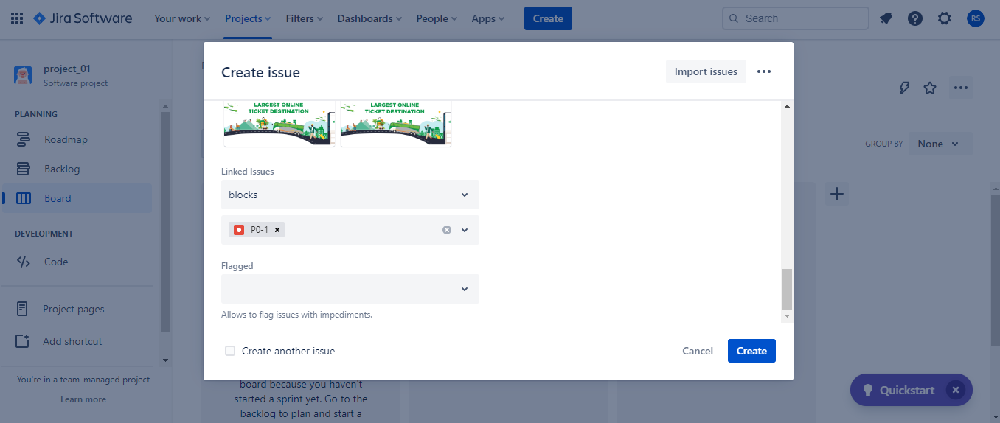 Jira Software
Your work
Projects
Filters
Dashboards
People
Apps
Create
Search
RS
project_01
Software project
PLANNING
Roadmap
Backlog
Board
DEVELOPMENT
Code
Project pages
Add shortcut
You're in a team-managed project
Learn more
Create issue
Import issues
LARGEST ONLINE
TICKET DESTINATION
LARGEST ONLINE
TICKET DESTINATION
Linked Issues
blocks
P0-1
Flagged
Allows to flag issues with impediments.
Create another issue
Cancel
Create
GROUP BY
None
board because you haven't
started a sprint yet. Go to the
backlog to plan and start a
Quickstart